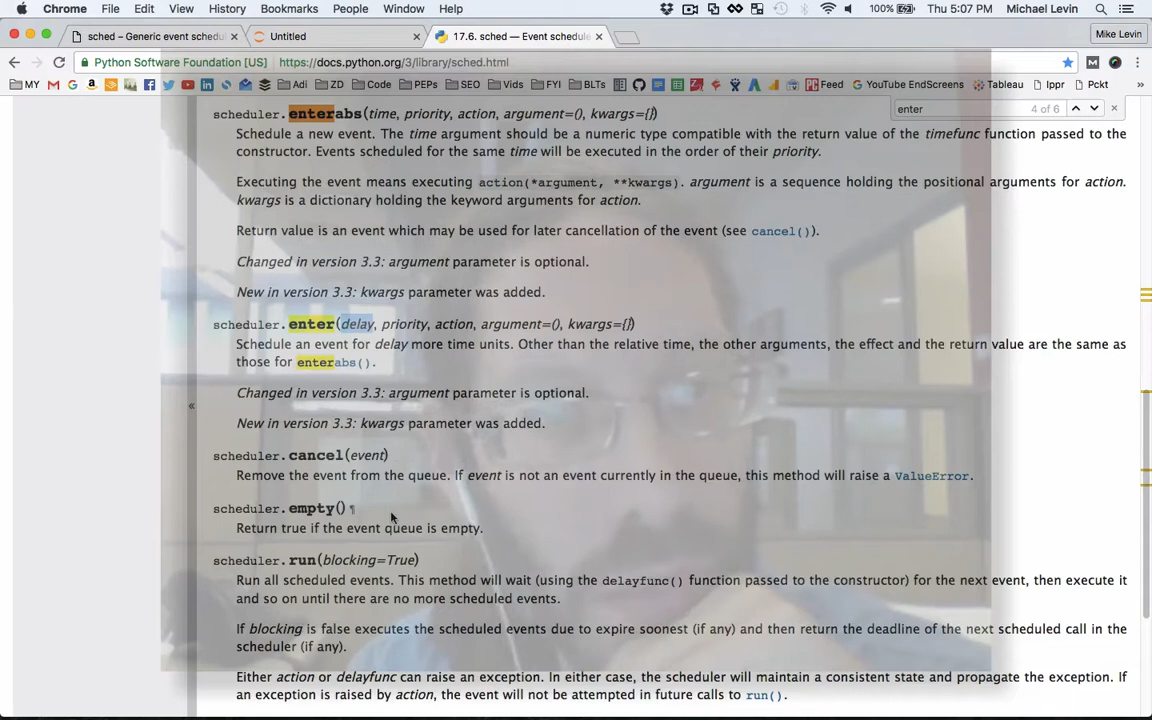 Chrome File Edit View History Bookmarks People Window Help 100% Thu 5:07 PM Michael Levin
sched – Generic event schedu × Untitled × 17.6. sched — Event schedule × Mike Levin
Python Software Foundation [US] https://docs.python.org/3/library/sched.html
MY Adi ZD Code PEPs SEO Vids FYI BLTs Feed YouTube EndScreens Tableau Ippr Pckt
enter 4 of 6
scheduler.enterabs(time, priority, action, argument=(), kwargs={})
Schedule a new event. The time argument should be a numeric type compatible with the return value of the timefunc function passed to the
constructor. Events scheduled for the same time will be executed in the order of their priority.
Executing the event means executing action(*argument, **kwargs). argument is a sequence holding the positional arguments for action.
kwargs is a dictionary holding the keyword arguments for action.
Return value is an event which may be used for later cancellation of the event (see cancel()).
Changed in version 3.3: argument parameter is optional.
New in version 3.3: kwargs parameter was added.
scheduler.enter(delay, priority, action, argument=(), kwargs={})
Schedule an event for delay more time units. Other than the relative time, the other arguments, the effect and the return value are the same as
those for enterabs().
Changed in version 3.3: argument parameter is optional.
New in version 3.3: kwargs parameter was added.
«
scheduler.cancel(event)
Remove the event from the queue. If event is not an event currently in the queue, this method will raise a ValueError.
scheduler.empty() ¶
Return true if the event queue is empty.
scheduler.run(blocking=True)
Run all scheduled events. This method will wait (using the delayfunc() function passed to the constructor) for the next event, then execute it
and so on until there are no more scheduled events.
If blocking is false executes the scheduled events due to expire soonest (if any) and then return the deadline of the next scheduled call in the
scheduler (if any).
Either action or delayfunc can raise an exception. In either case, the scheduler will maintain a consistent state and propagate the exception. If
an exception is raised by action, the event will not be attempted in future calls to run().